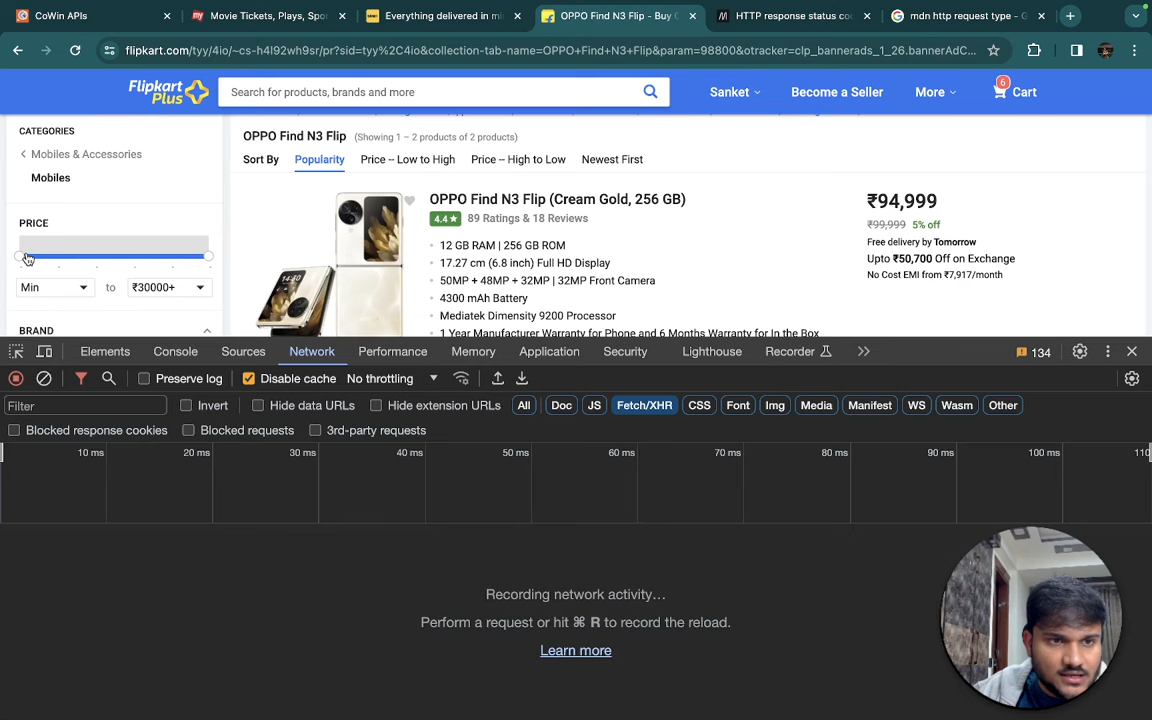 CoWin APIs
Movie Tickets, Plays, Spo
Everything delivered in mi
OPPO Find N3 Flip - Buy
HTTP response status co
mdn http request type - G
flipkart.com/tyy/4io/~cs-h4l92wh9sr/pr?sid=tyy%2C4io&collection-tab-name=OPPO+Find+N3+Flip&param=98800&otracker=clp_bannerads_1_26.bannerAdC...
Flipkart
Plus
Search for products, brands and more
Sanket
Become a Seller
More
6
Cart
CATEGORIES
Mobiles & Accessories
Mobiles
PRICE
Min
to
₹30000+
BRAND
OPPO Find N3 Flip (Showing 1 – 2 products of 2 products)
Sort By Popularity Price -- Low to High Price -- High to Low Newest First
OPPO Find N3 Flip (Cream Gold, 256 GB)
4.4 ★ 89 Ratings & 18 Reviews
12 GB RAM | 256 GB ROM
17.27 cm (6.8 inch) Full HD Display
50MP + 48MP + 32MP | 32MP Front Camera
4300 mAh Battery
Mediatek Dimensity 9200 Processor
1 Year Manufacturer Warranty for Phone and 6 Months Warranty for In the Box
₹94,999
₹99,999 5% off
Free delivery by Tomorrow
Upto ₹50,700 Off on Exchange
No Cost EMI from ₹7,917/month
Elements Console Sources Network Performance Memory Application Security Lighthouse Recorder 134
Preserve log Disable cache No throttling
Filter Invert Hide data URLs Hide extension URLs All Doc JS Fetch/XHR CSS Font Img Media Manifest WS Wasm Other
Blocked response cookies Blocked requests 3rd-party requests
10 ms 20 ms 30 ms 40 ms 50 ms 60 ms 70 ms 80 ms 90 ms 100 ms 110
Recording network activity…
Perform a request or hit ⌘ R to record the reload.
Learn more